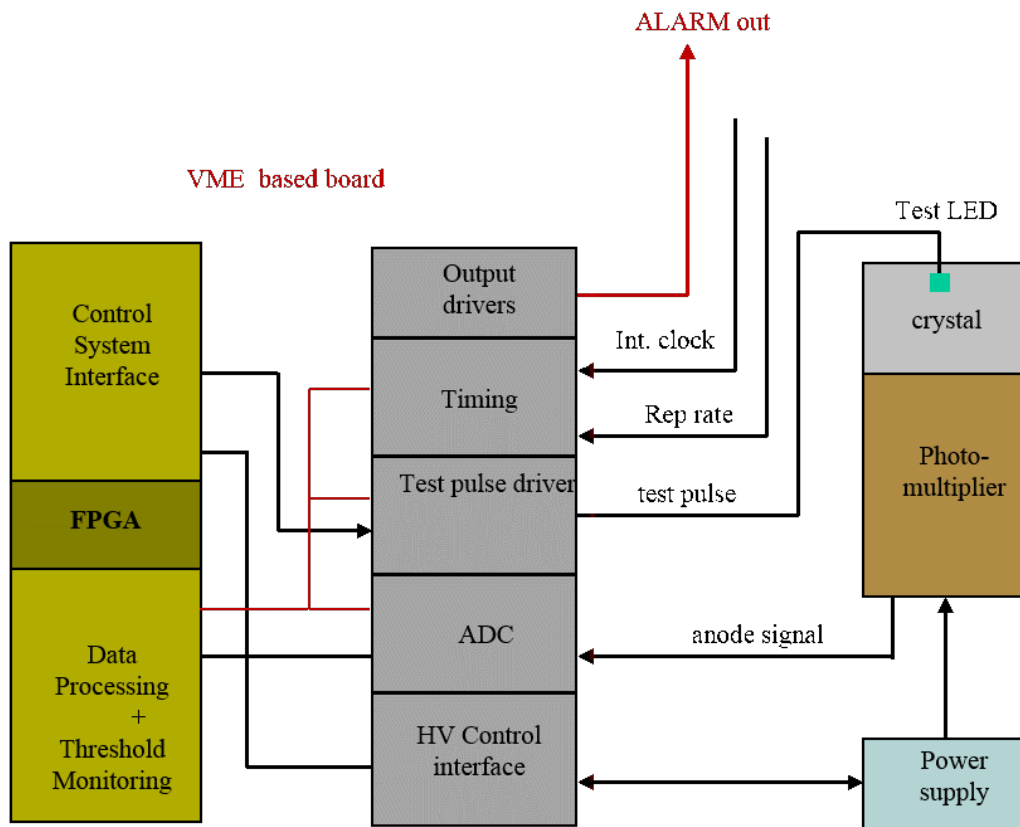 ALARM out
VME  based board
Test LED
Control
System
Interface
FPGA
Data
Processing
+
Threshold
Monitoring
Output
drivers
Timing
Test pulse driver
ADC
HV Control
interface
Int. clock
Rep rate
test pulse
anode signal
crystal
Photo-
multiplier
Power
supply